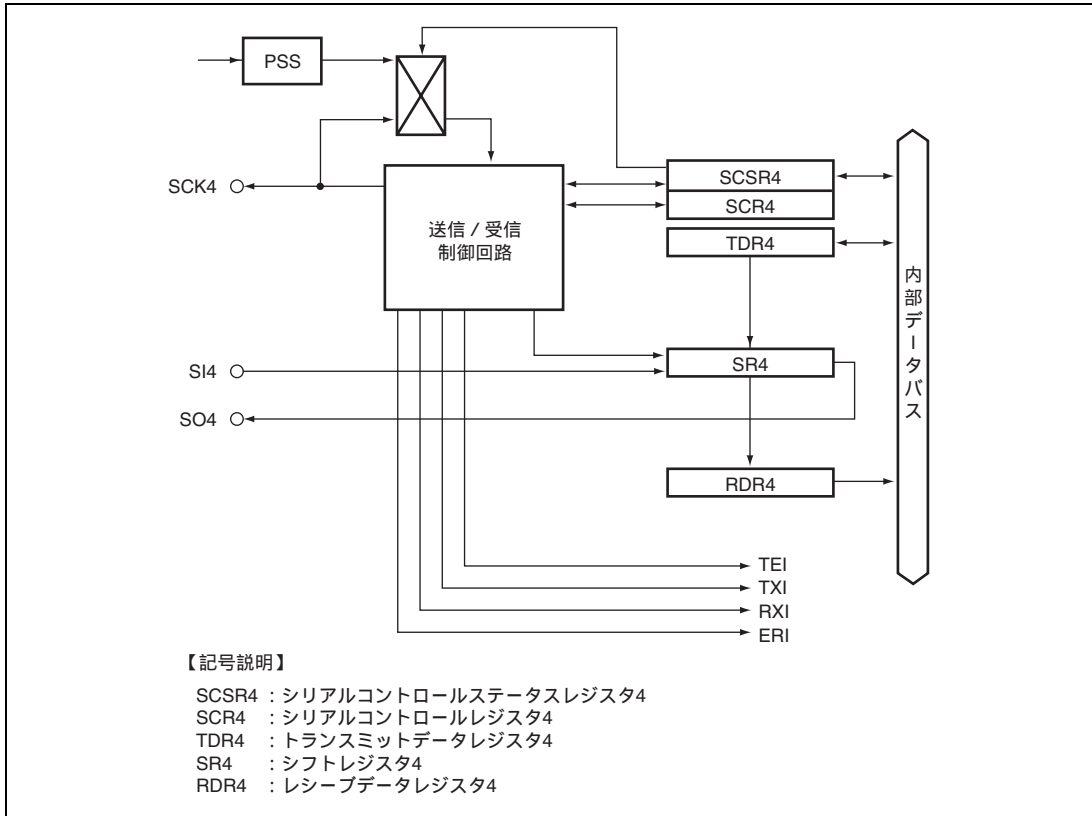 PSS
SCK4
送信 / 受信
制御回路
SCSR4
SCR4
TDR4
内部データバス
SI4
SR4
SO4
RDR4
TEI
TXI
RXI
ERI
【記号説明】
SCSR4 : シリアルコントロールステータスレジスタ4
SCR4 : シリアルコントロールレジスタ4
TDR4 : トランスミットデータレジスタ4
SR4 : シフトレジスタ4
RDR4 : レシーブデータレジスタ4